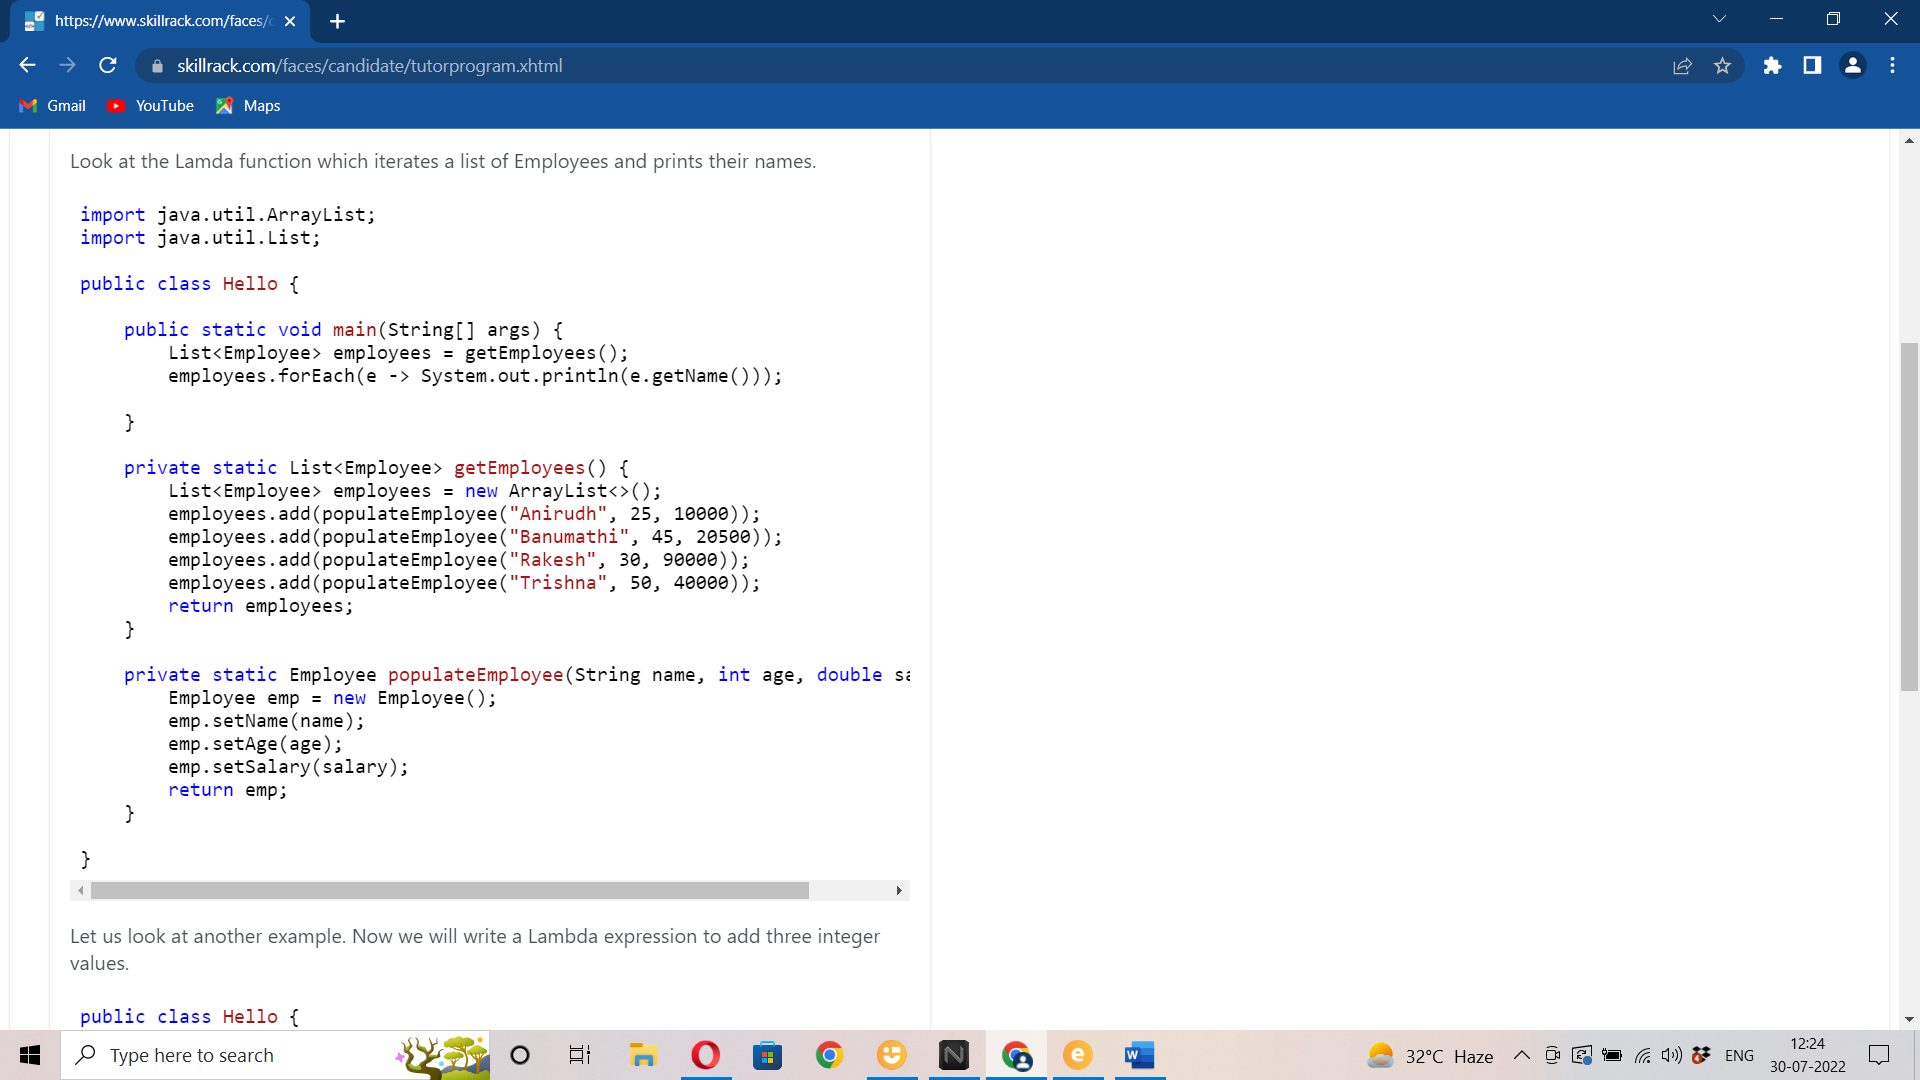 https://www.skillrack.com/faces/
skillrack.com/faces/candidate/tutorprogram.xhtml
Gmail YouTube Maps
Look at the Lamda function which iterates a list of Employees and prints their names.
import java.util.ArrayList;
import java.util.List;
public class Hello {
public static void main(String[] args) {
List<Employee> employees = getEmployees();
employees.forEach(e -> System.out.println(e.getName()));
}
private static List<Employee> getEmployees() {
List<Employee> employees = new ArrayList<>();
employees.add(populateEmployee("Anirudh", 25, 10000));
employees.add(populateEmployee("Banumathi", 45, 20500));
employees.add(populateEmployee("Rakesh", 30, 90000));
employees.add(populateEmployee("Trishna", 50, 40000));
return employees;
}
private static Employee populateEmployee(String name, int age, double sa
Employee emp = new Employee();
emp.setName(name);
emp.setAge(age);
emp.setSalary(salary);
return emp;
}
}
Let us look at another example. Now we will write a Lambda expression to add three integer
values.
public class Hello {
Type here to search
32°C Haze
ENG
12:24
30-07-2022